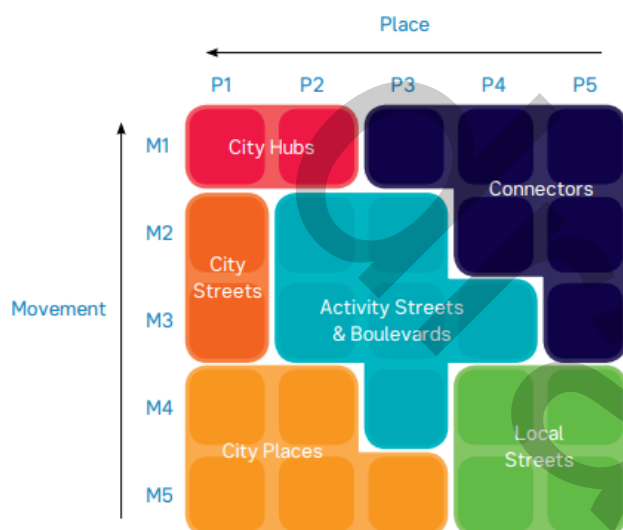 Place
P1 P2 P3 P4 P5
M1
City Hubs
Connectors
M2
City
Streets
Movement
M3
Activity Streets
& Boulevards
M4
City Places
Local
Streets
M5